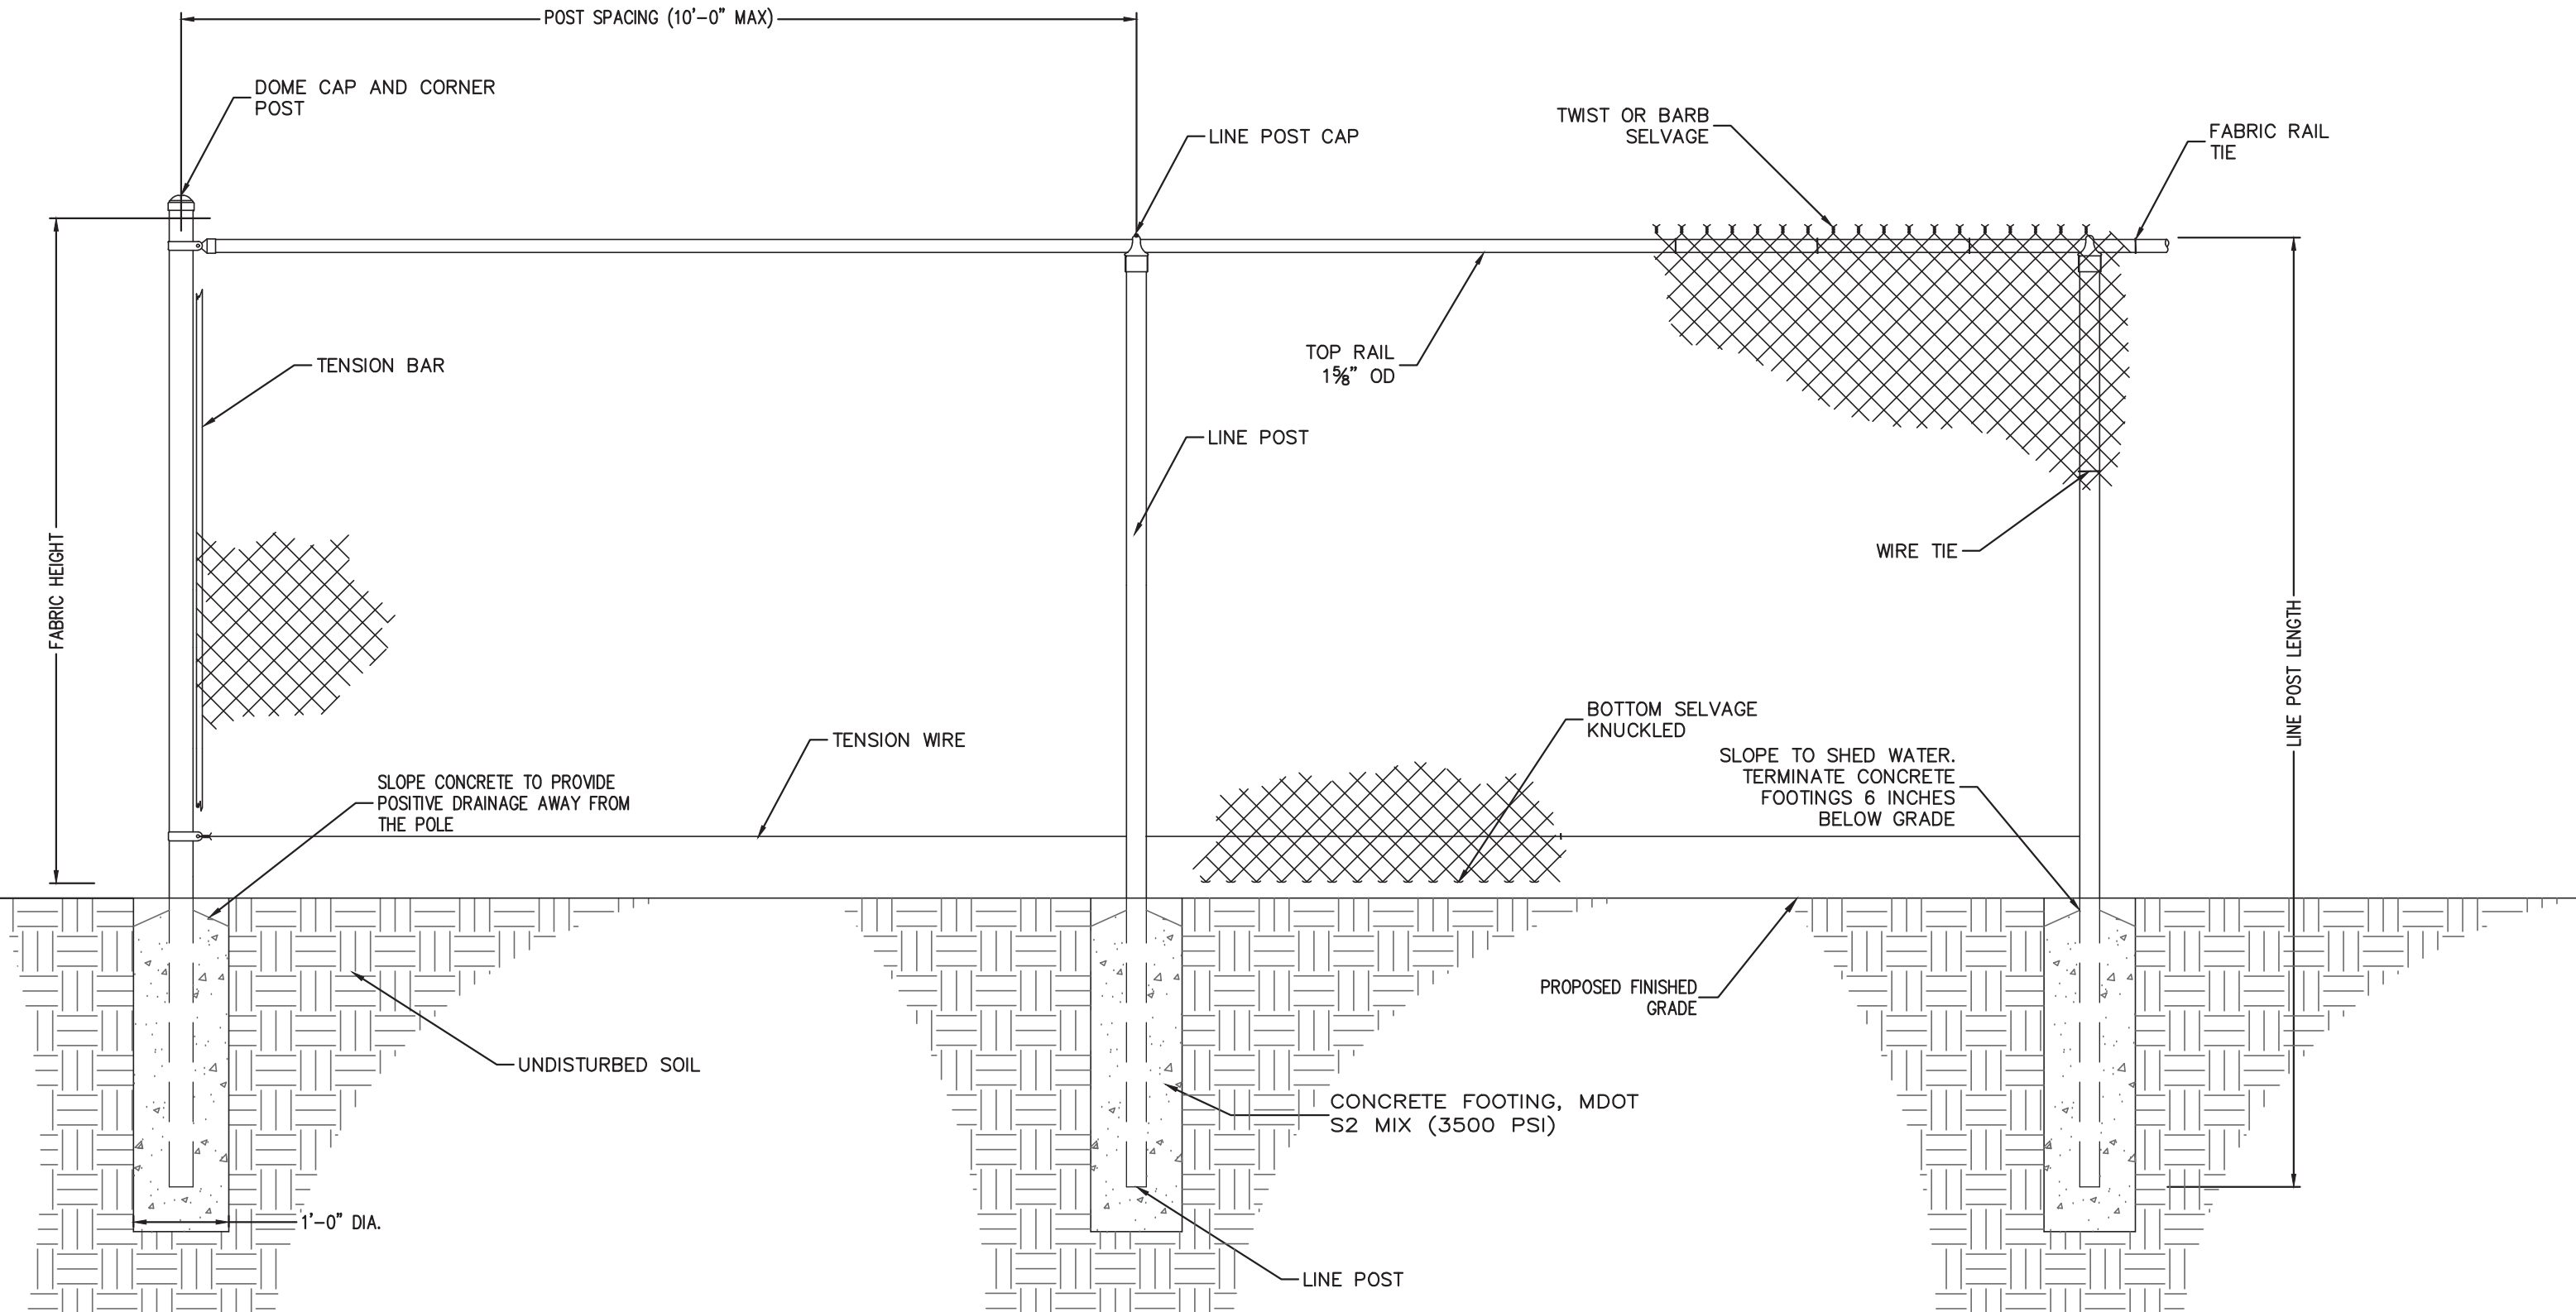 POST SPACING (10'-0" MAX)
DOME CAP AND CORNER
POST
LINE POST CAP
TWIST OR BARB
SELVAGE
FABRIC RAIL
TIE
TENSION BAR
TOP RAIL
1⅝" OD
LINE POST
WIRE TIE
FABRIC HEIGHT
LINE POST LENGTH
TENSION WIRE
BOTTOM SELVAGE
KNUCKLED
SLOPE CONCRETE TO PROVIDE
POSITIVE DRAINAGE AWAY FROM
THE POLE
SLOPE TO SHED WATER.
TERMINATE CONCRETE
FOOTINGS 6 INCHES
BELOW GRADE
PROPOSED FINISHED
GRADE
UNDISTURBED SOIL
CONCRETE FOOTING, MDOT
S2 MIX (3500 PSI)
1'-0" DIA.
LINE POST